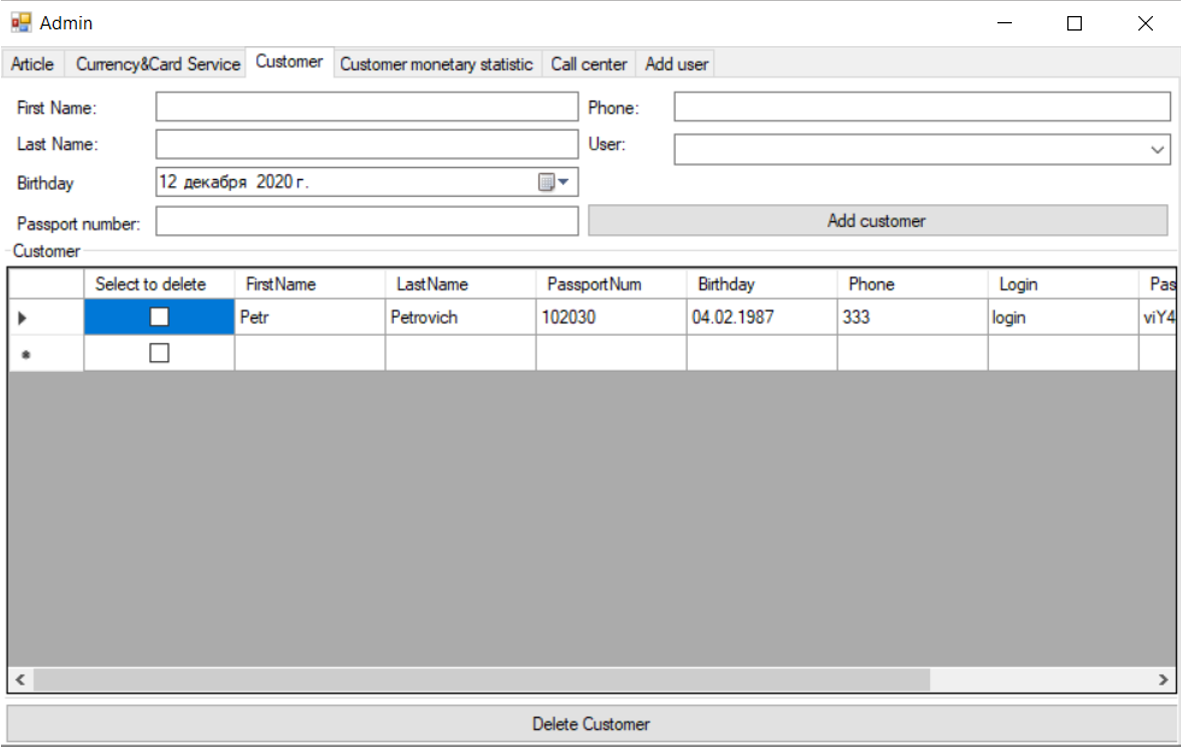 Admin
Article Currency&Card Service Customer Customer monetary statistic Call center Add user
First Name: Phone:
Last Name: User:
Birthday 12 декабря 2020 г.
Passport number: Add customer
Customer
Select to delete FirstName LastName PassportNum Birthday Phone Login Pas
Petr Petrovich 102030 04.02.1987 333 login viY4
Delete Customer